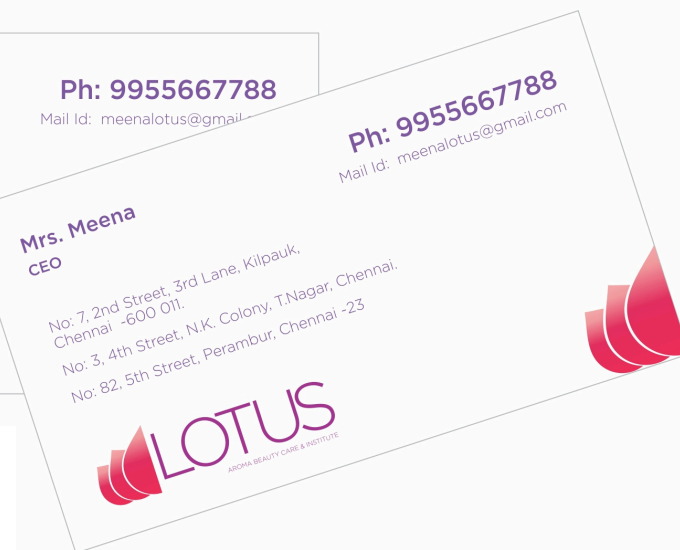 Ph: 9955667788
Mail Id: meenalotus@gmail.
Ph: 9955667788
Mail Id: meenalotus@gmail.com
Mrs. Meena
CEO
No: 7, 2nd Street, 3rd Lane, Kilpauk,
Chennai -600 011.
No: 3, 4th Street, N.K. Colony, T.Nagar, Chennai.
No: 82, 5th Street, Perambur, Chennai -23
LOTUS
AROMA BEAUTY CARE & INSTITUTE